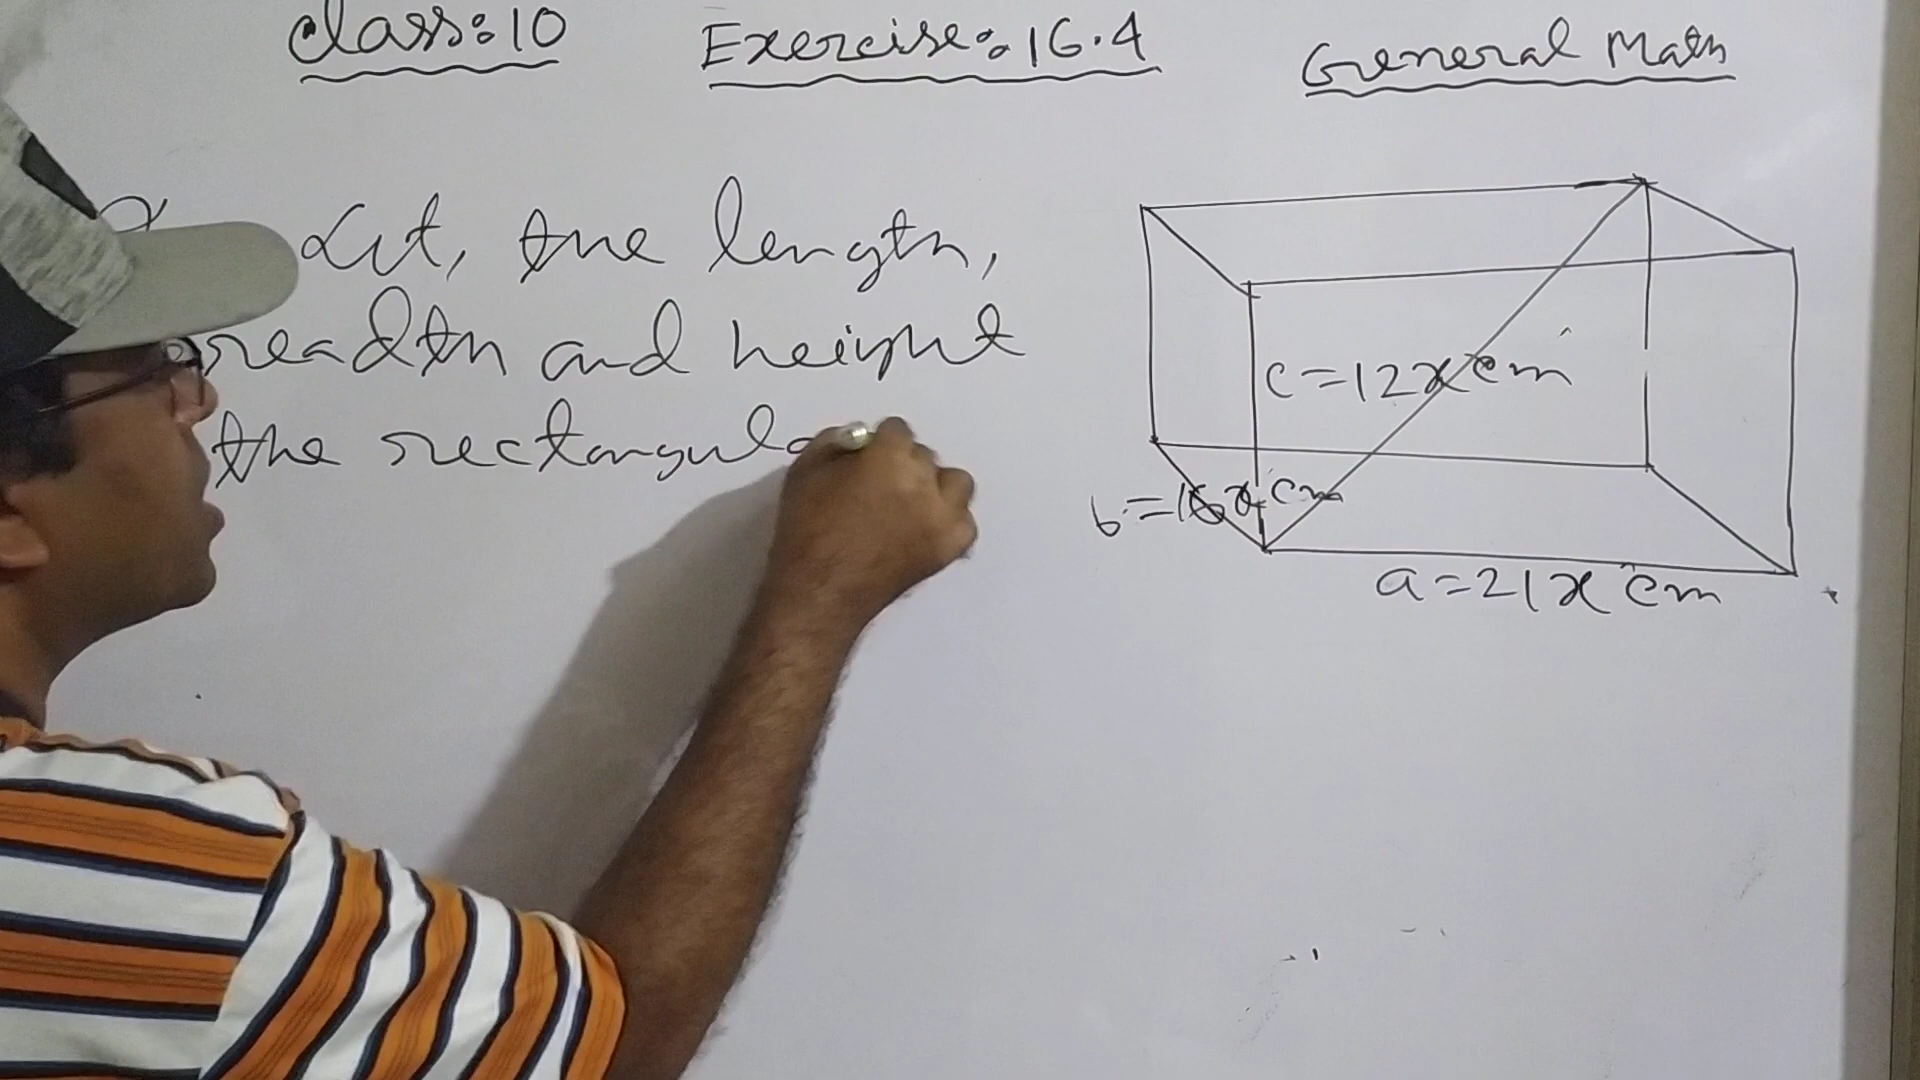 Class: 10 Exercise: 16.4 General Math
Let, the length,
breadth and height
the rectangula
c=12x cm
b=16x cm
a=21x cm